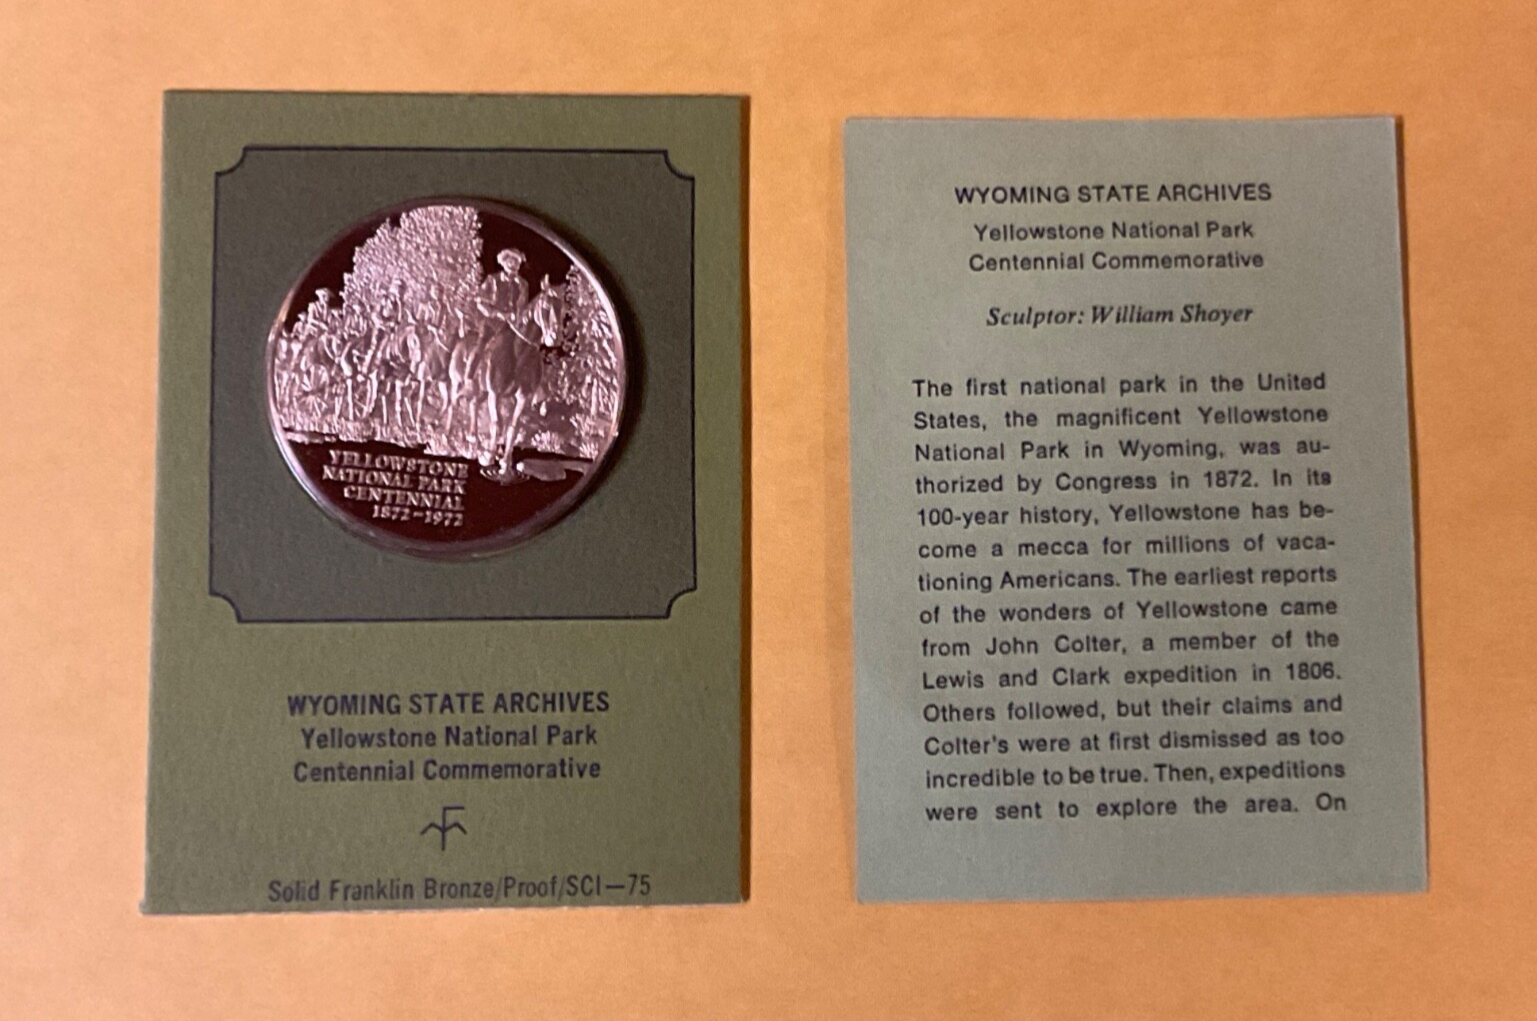 YELLOWSTONE
NATIONAL PARK
CENTENNIAL
1872-1972
WYOMING STATE ARCHIVES
Yellowstone National Park
Centennial Commemorative
Solid Franklin Bronze/Proof/SCI—75
WYOMING STATE ARCHIVES
Yellowstone National Park
Centennial Commemorative
Sculptor: William Shoyer
The first national park in the United
States, the magnificent Yellowstone
National Park in Wyoming, was au-
thorized by Congress in 1872. In its
100-year history, Yellowstone has be-
come a mecca for millions of vaca-
tioning Americans. The earliest reports
of the wonders of Yellowstone came
from John Colter, a member of the
Lewis and Clark expedition in 1806.
Others followed, but their claims and
Colter's were at first dismissed as too
incredible to be true. Then, expeditions
were sent to explore the area. On